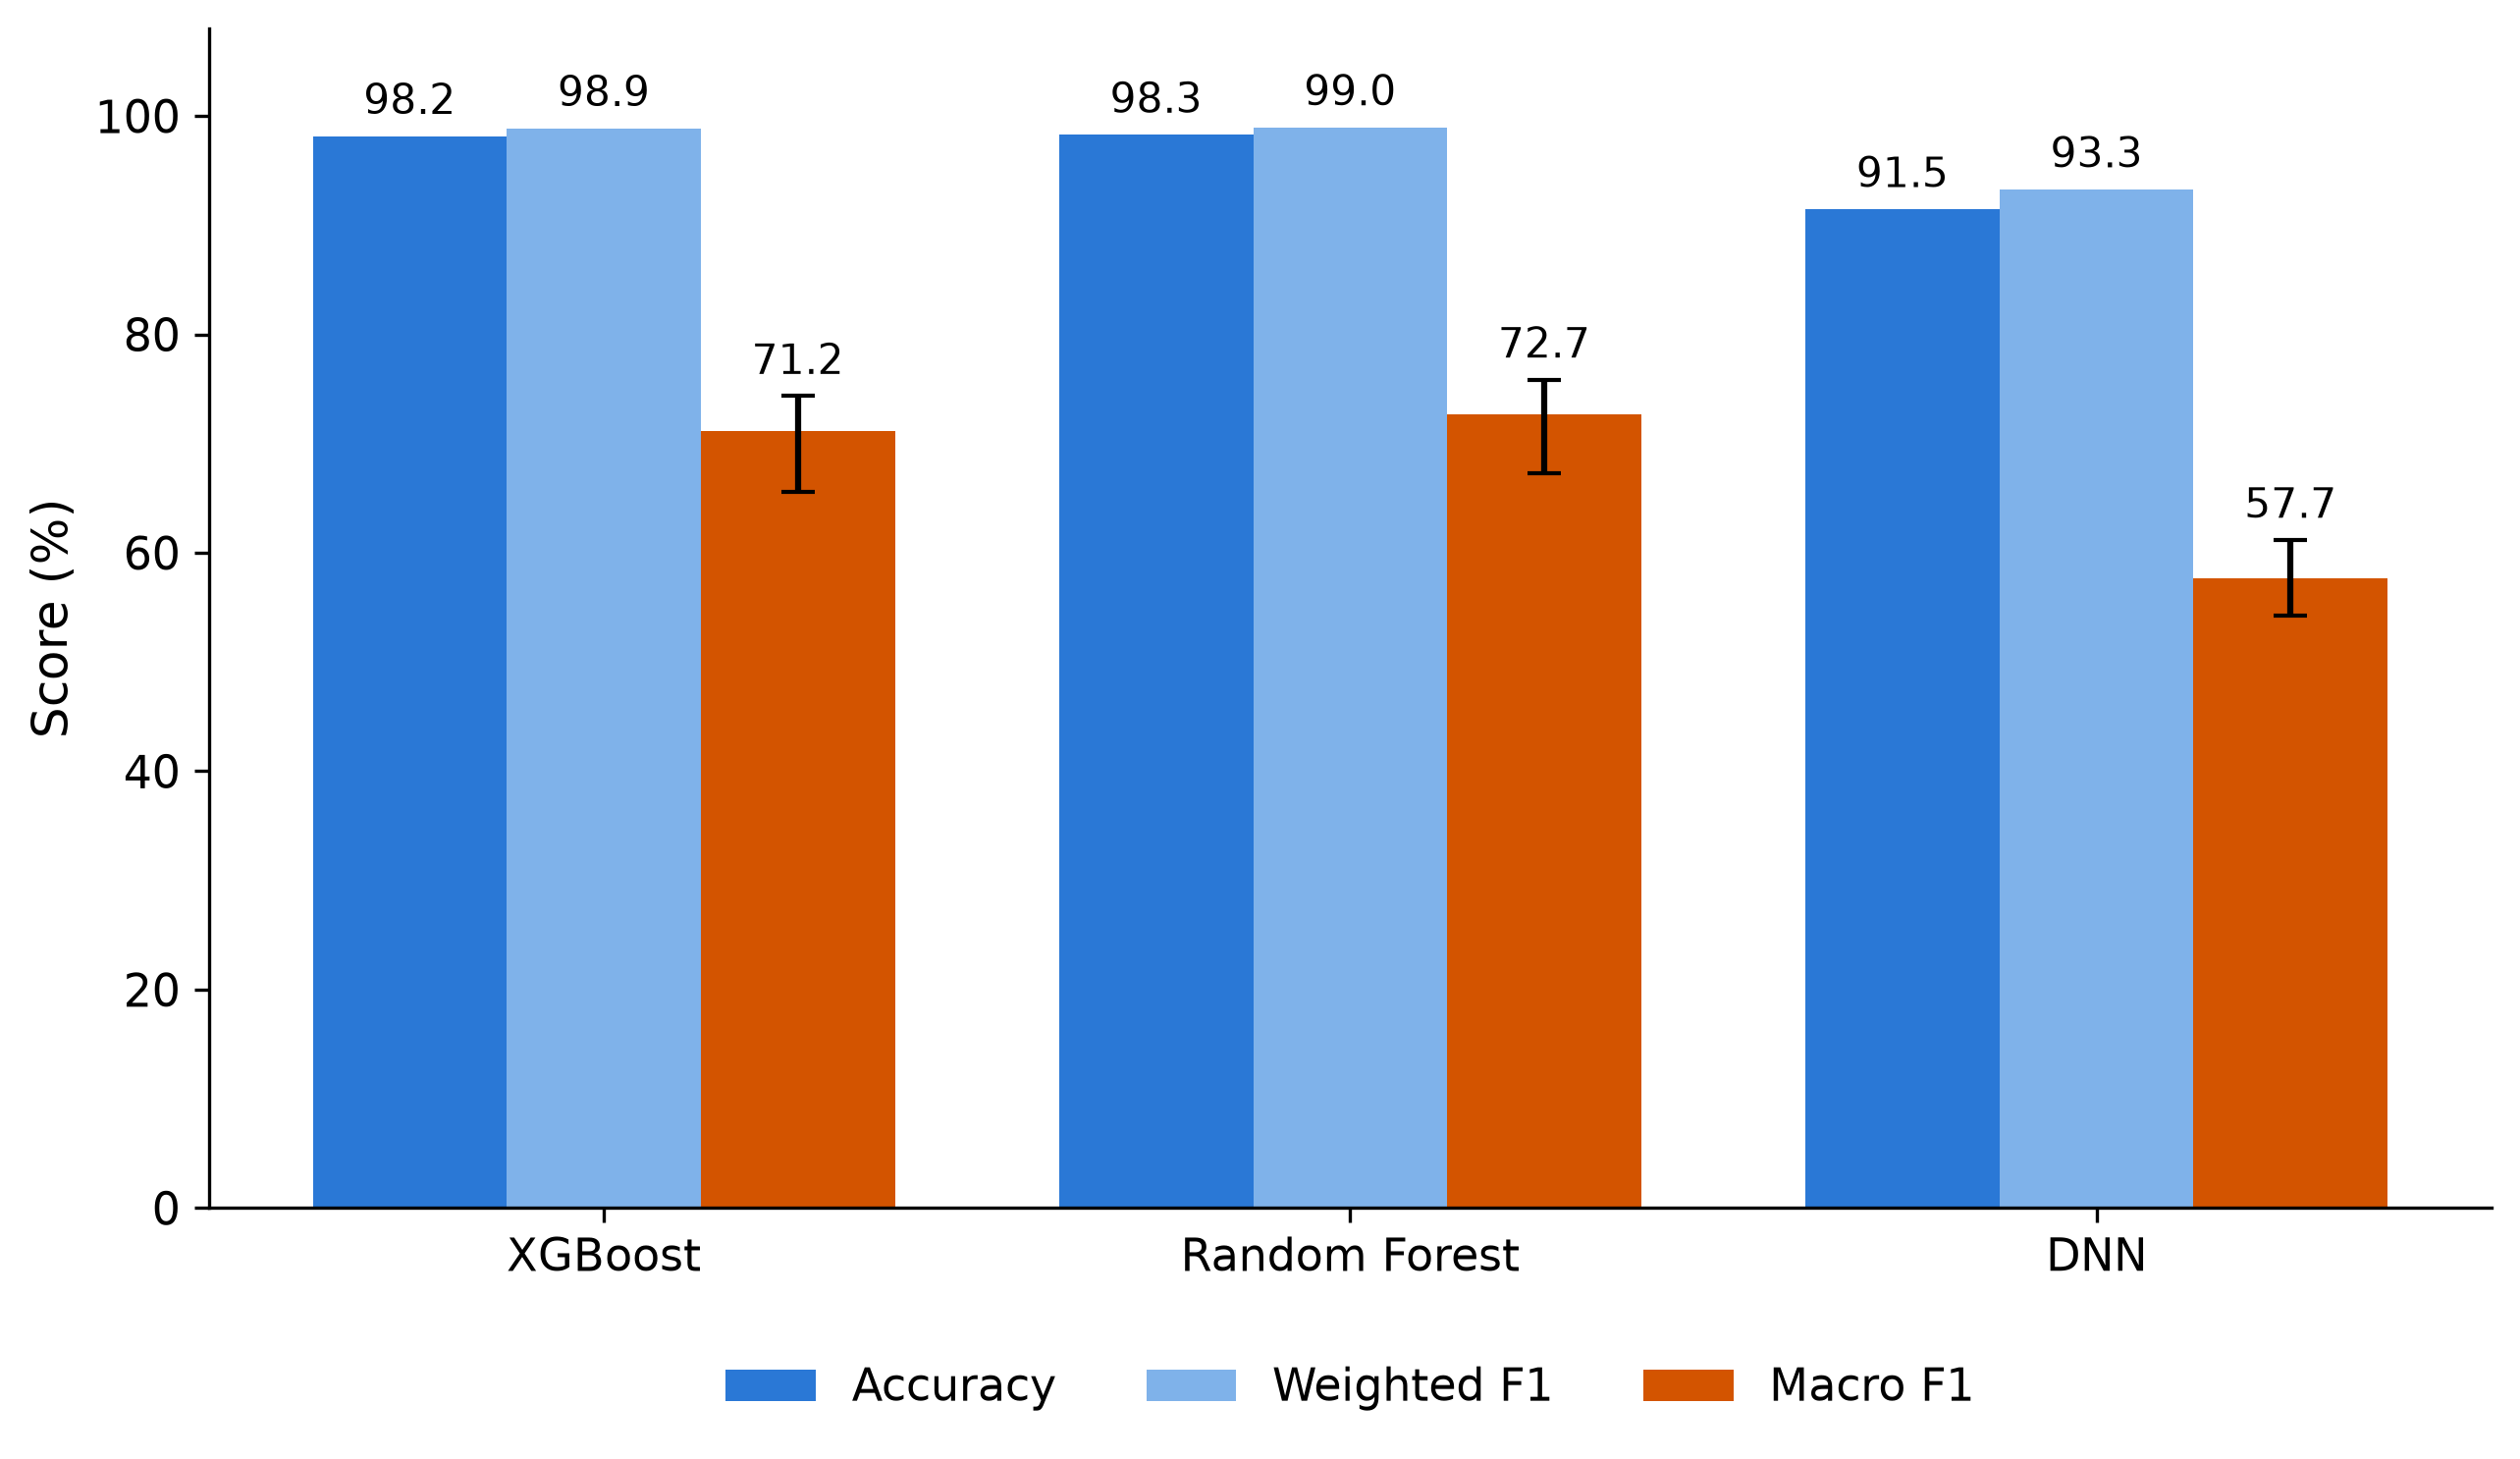 98.2 98.9 98.3 99.0
91.5 93.3
71.2 72.7
57.7
100
80
60
40
20
0
Score (%)
XGBoost Random Forest DNN
Accuracy Weighted F1 Macro F1